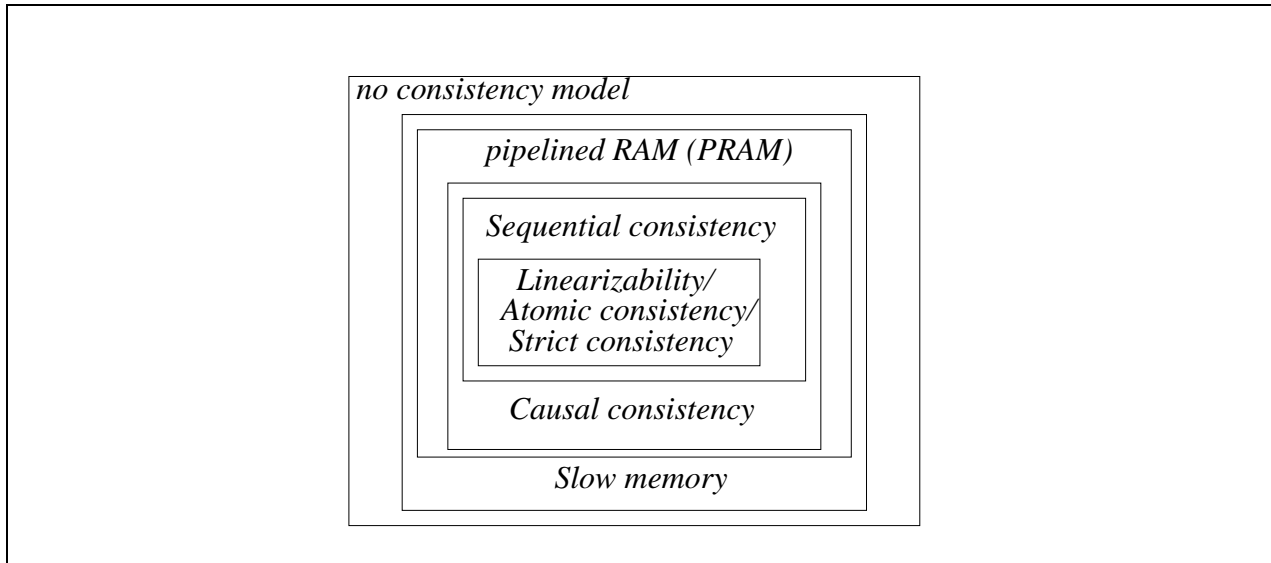 no consistency model
pipelined RAM (PRAM)
Sequential consistency
Linearizability/
Atomic consistency/
Strict consistency
Causal consistency
Slow memory